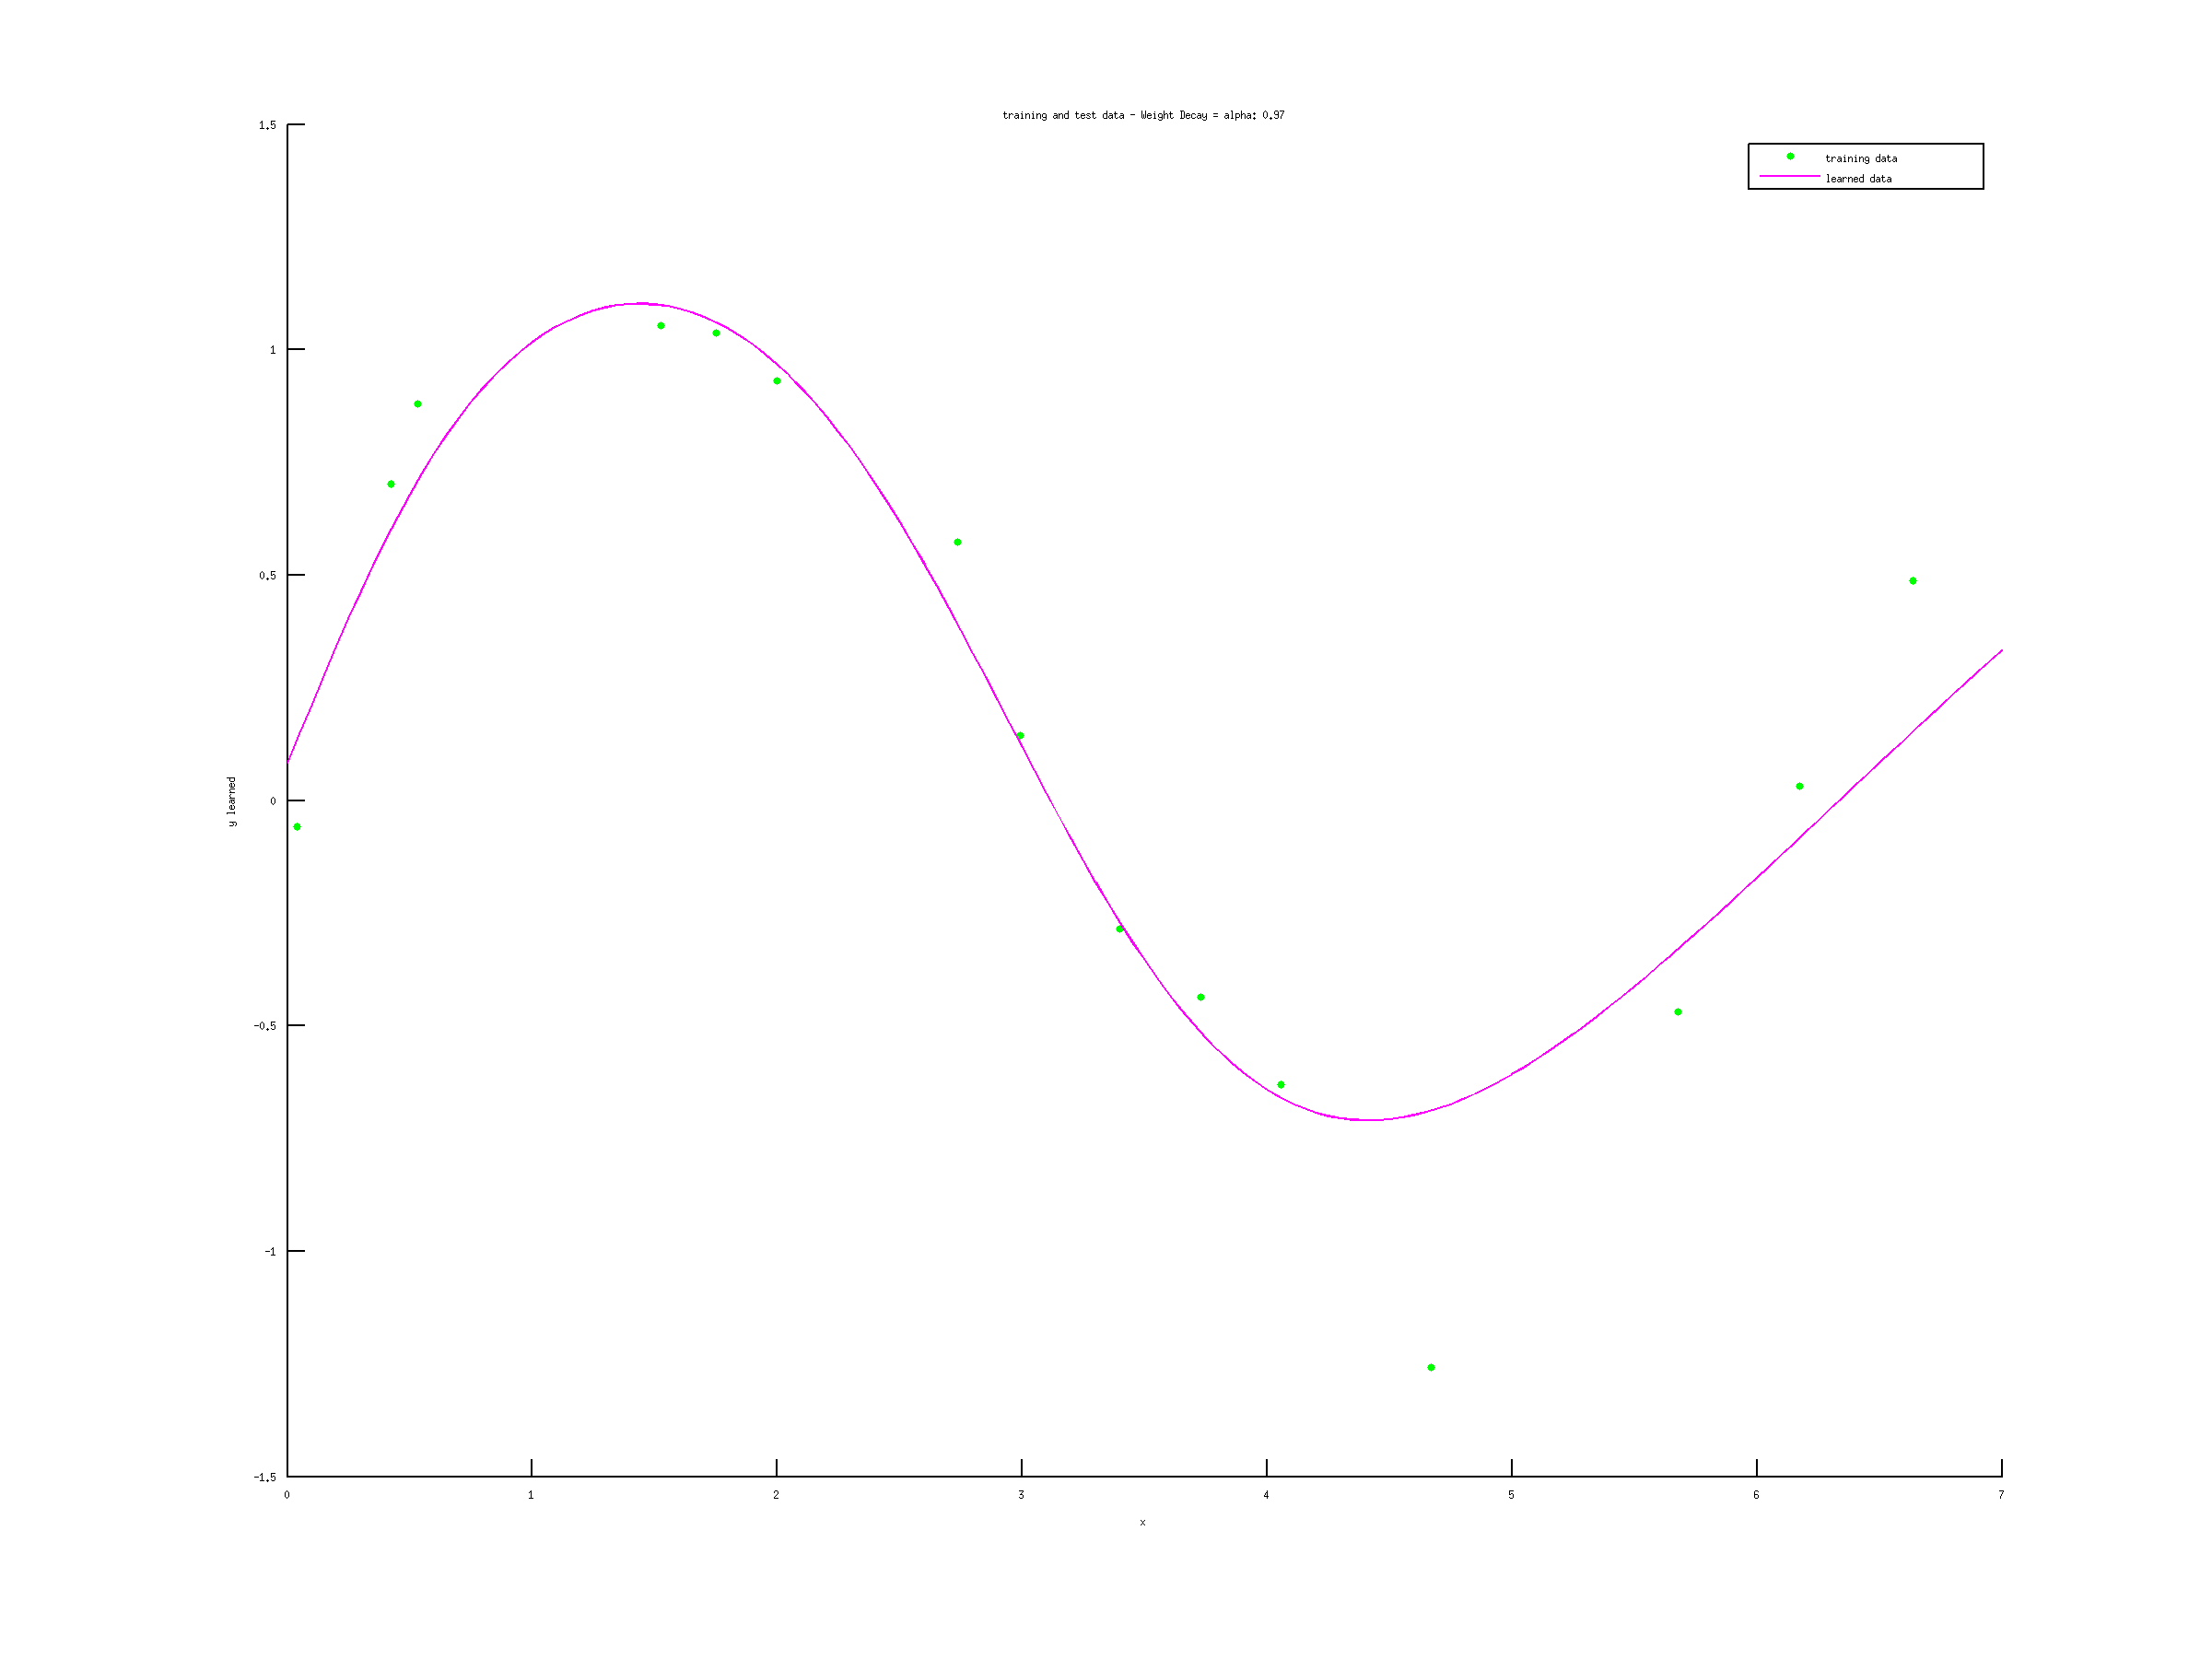 training and test data - Weight Decay = alpha: 0.97
training data
learned data
1.5
1
0.5
0
-0.5
-1
-1.5
y learned
0 1 2 3 4 5 6 7
x